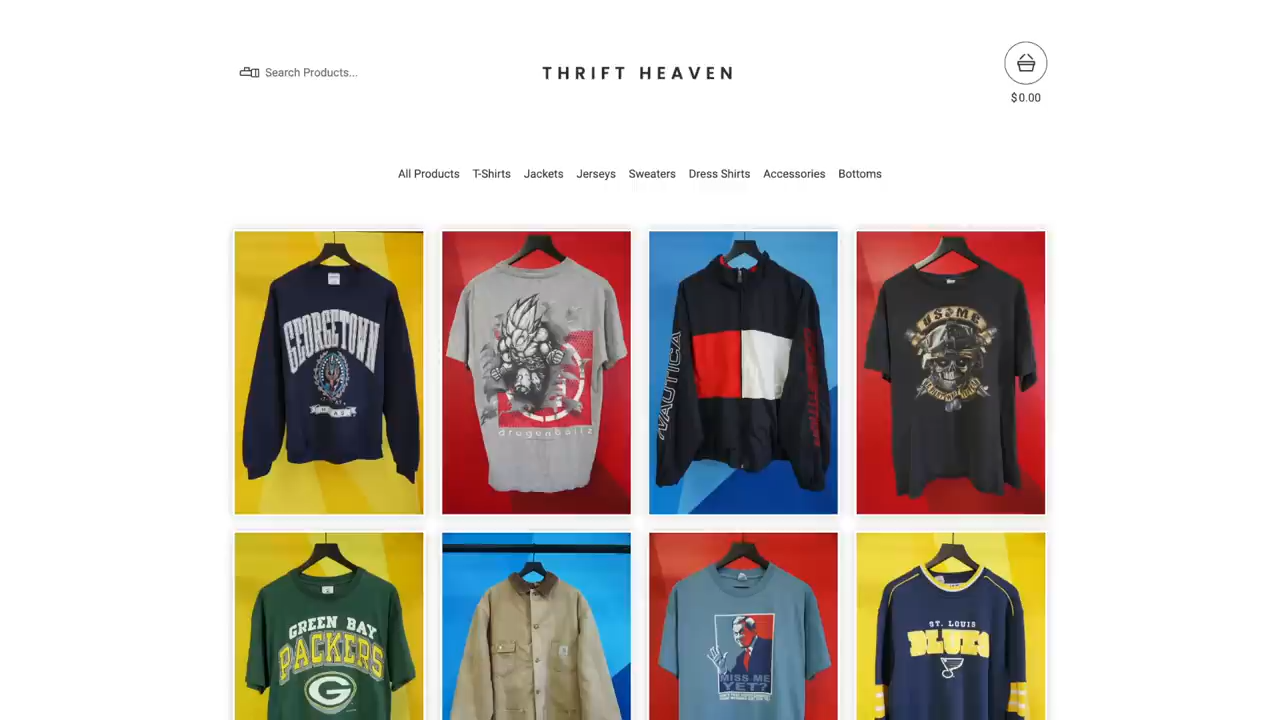 Search Products...
THRIFT HEAVEN
$0.00
All Products T-Shirts Jackets Jerseys Sweaters Dress Shirts Accessories Bottoms
GEORGETOWN
HOYAS
dragonballz
NAUTICA
USMC
GREEN BAY
PACKERS
G
MISS ME
YET?
ST. LOUIS
BLUES